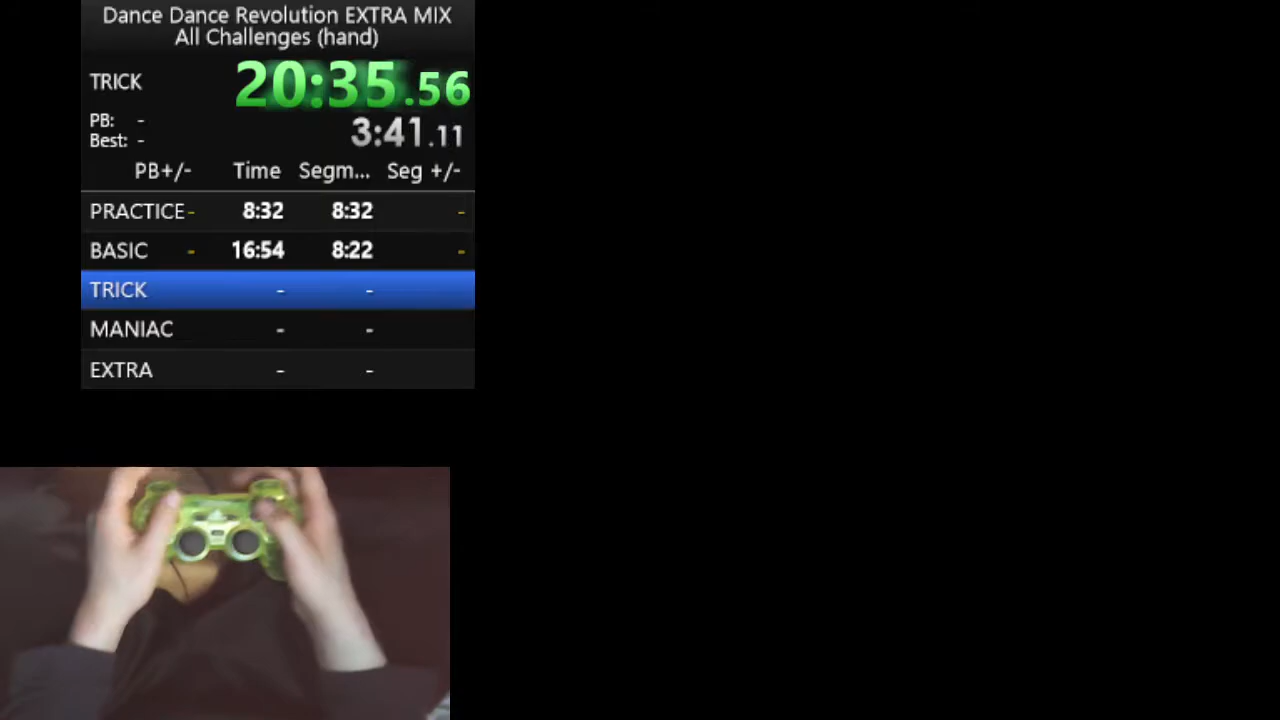 Dance Dance Revolution EXTRA MIX
All Challenges (hand)
TRICK 20:35.56
PB: -
3:41.11
Best: -
PB+/- Time Segm... Seg +/-
PRACTICE - 8:32 8:32 -
BASIC - 16:54 8:22 -
TRICK - -
MANIAC - -
EXTRA - -